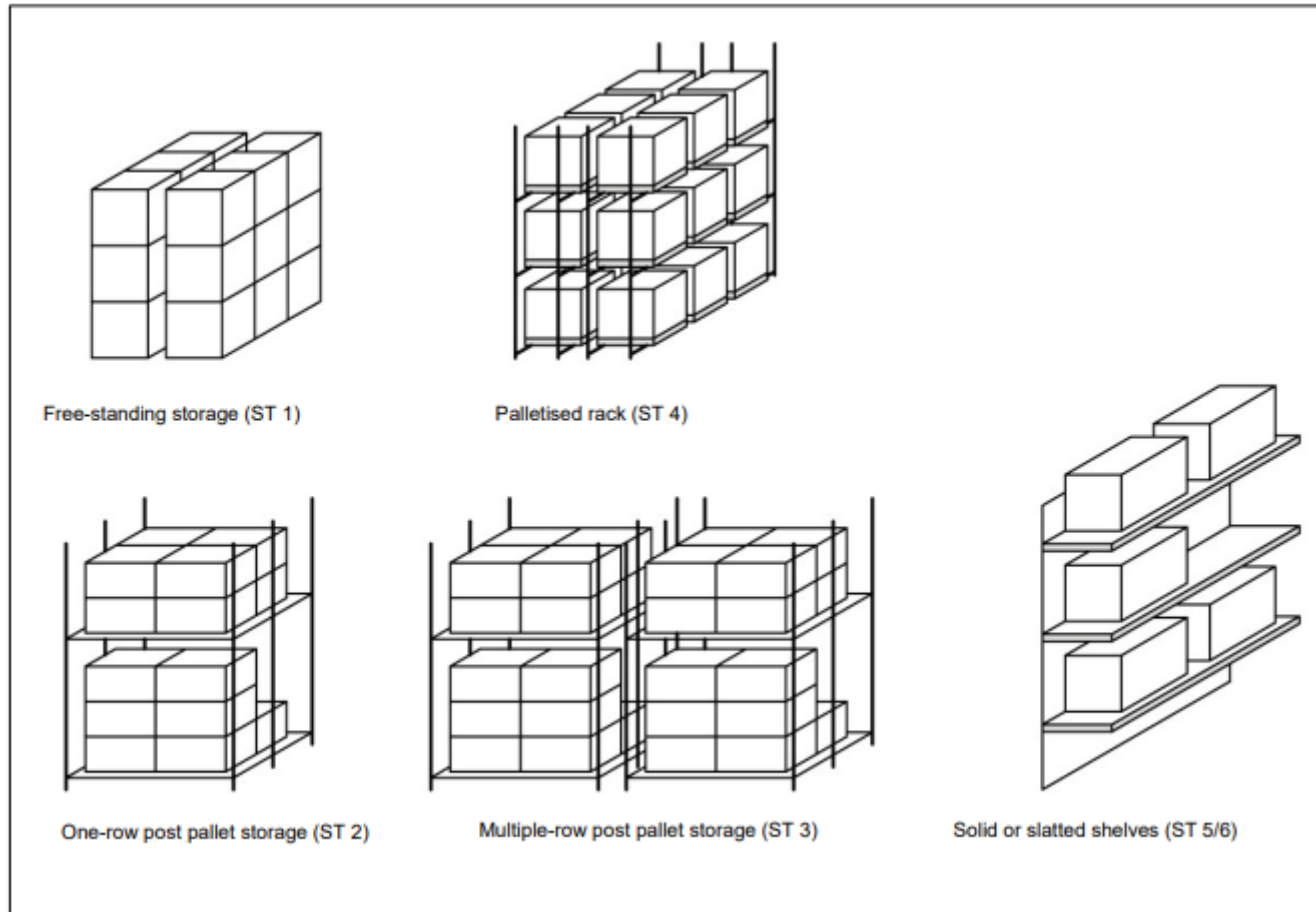 Free-standing storage (ST 1)
Palletised rack (ST 4)
One-row post pallet storage (ST 2)
Multiple-row post pallet storage (ST 3)
Solid or slatted shelves (ST 5/6)